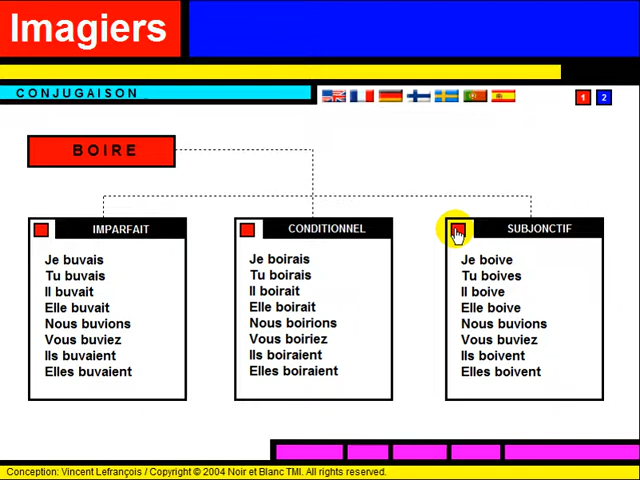 Imagiers
CONJUGAISON
1 2
BOIRE
IMPARFAIT
Je buvais
Tu buvais
Il buvait
Elle buvait
Nous buvions
Vous buviez
Ils buvaient
Elles buvaient
CONDITIONNEL
Je boirais
Tu boirais
Il boirait
Elle boirait
Nous boirions
Vous boiriez
Ils boiraient
Elles boiraient
SUBJONCTIF
Je boive
Tu boives
Il boive
Elle boive
Nous buvions
Vous buviez
Ils boivent
Elles boivent
Conception: Vincent Lefrançois / Copyright © 2004 Noir et Blanc TMI. All rights reserved.